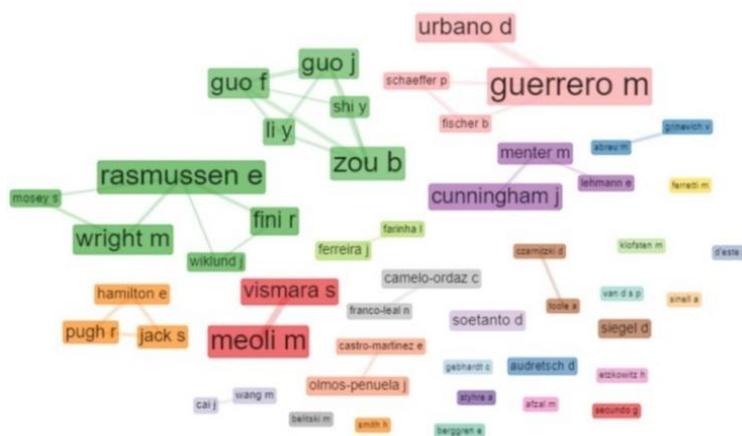 urbano d
guo j
guo f
schaeffer p
guerrero m
shi y
fischer b
grinevich v
li y
abreu m
zou b
menter m
rasmussen e
lehmann e
ferretti m
mosey s
cunningham j
fini r
farinha l
wright m
ferreira j
czarnitzki d
klofsten m
d'este
wiklund j
camelo-ordaz c
vismara s
hamilton e
van d s p
sinell a
franco-leal n
toole a
pugh r
jack s
soetanto d
siegel d
meoli m
castro-martinez e
gebhardt c
audretsch d
etzkowitz h
olmos-penuela j
wang m
cai j
styhre a
afzal m
secundo g
belitski m
smith h
berggren e